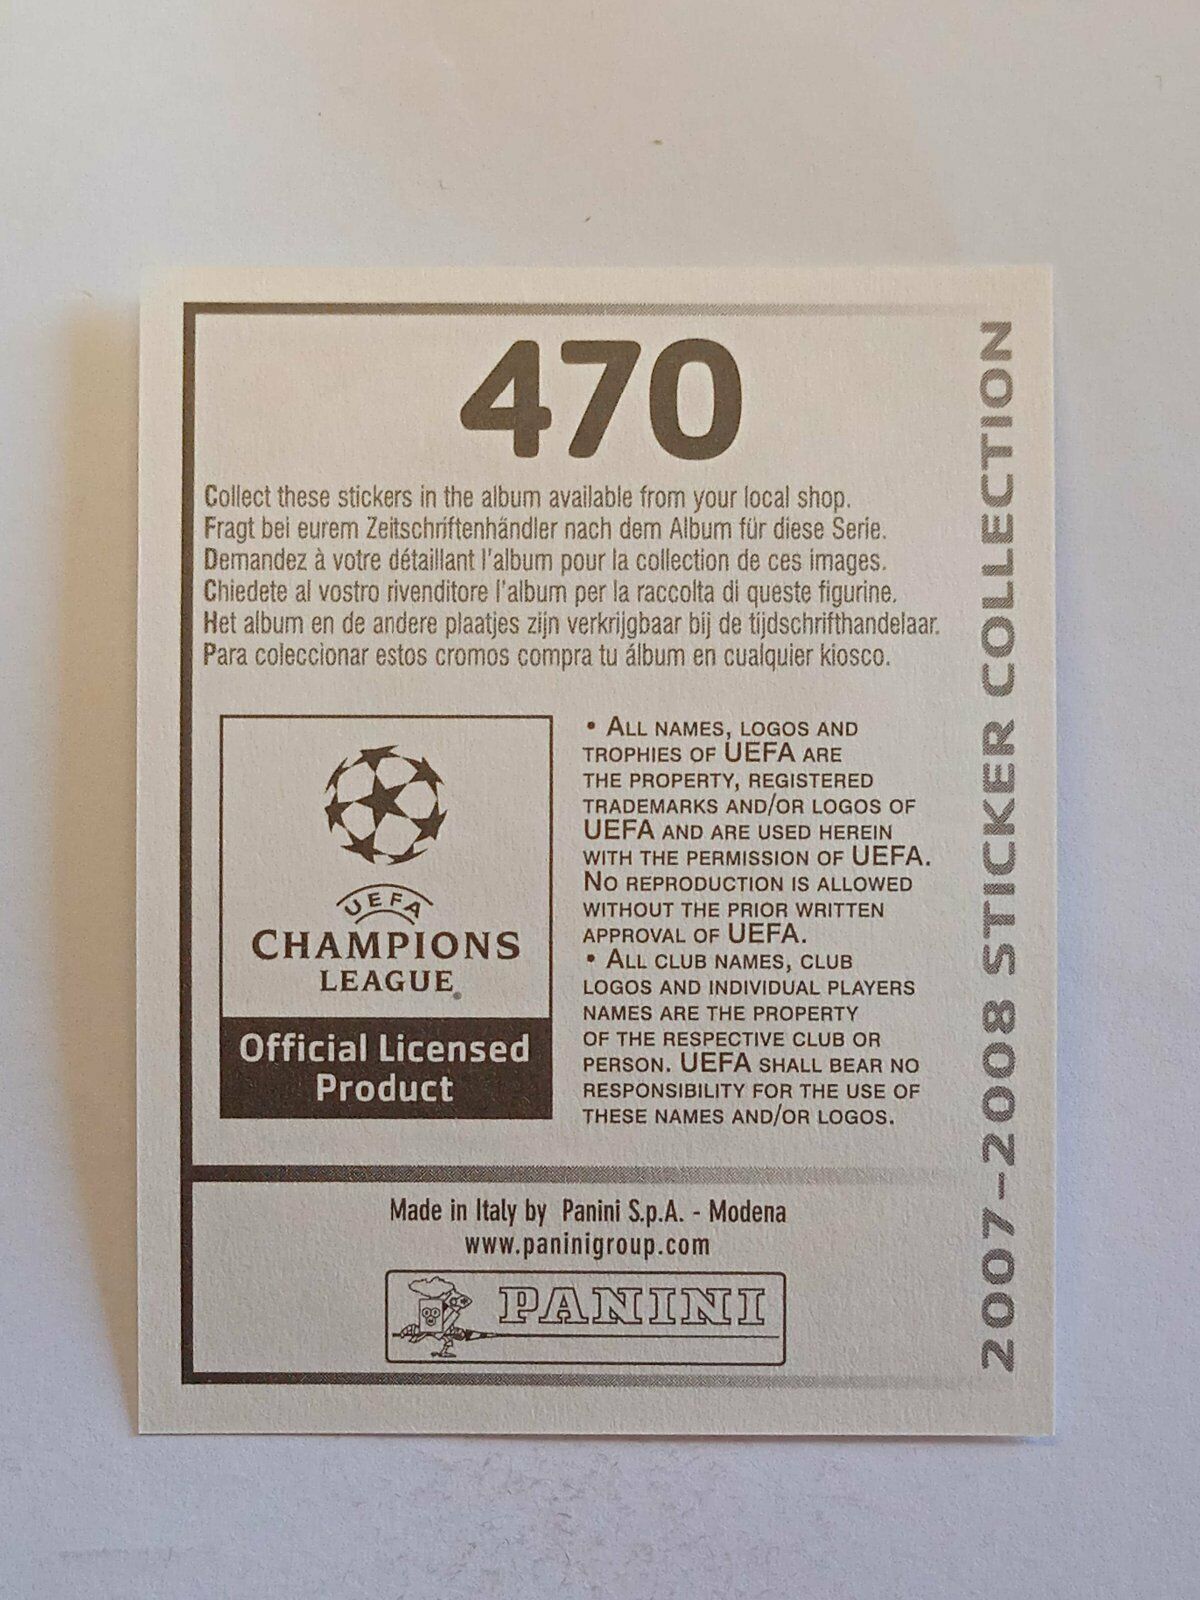 470
Collect these stickers in the album available from your local shop.
Fragt bei eurem Zeitschriftenhändler nach dem Album für diese Serie.
Demandez à votre détaillant l'album pour la collection de ces images.
Chiedete al vostro rivenditore l'album per la raccolta di queste figurine.
Het album en de andere plaatjes zijn verkrijgbaar bij de tijdschrifthandelaar.
Para coleccionar estos cromos compra tu álbum en cualquier kiosco.
UEFA
CHAMPIONS
LEAGUE®
Official Licensed
Product
• ALL NAMES, LOGOS AND
TROPHIES OF UEFA ARE
THE PROPERTY, REGISTERED
TRADEMARKS AND/OR LOGOS OF
UEFA AND ARE USED HEREIN
WITH THE PERMISSION OF UEFA.
NO REPRODUCTION IS ALLOWED
WITHOUT THE PRIOR WRITTEN
APPROVAL OF UEFA.
• ALL CLUB NAMES, CLUB
LOGOS AND INDIVIDUAL PLAYERS
NAMES ARE THE PROPERTY
OF THE RESPECTIVE CLUB OR
PERSON. UEFA SHALL BEAR NO
RESPONSIBILITY FOR THE USE OF
THESE NAMES AND/OR LOGOS.
Made in Italy by Panini S.p.A. - Modena
www.paninigroup.com
PANINI
2007-2008 STICKER COLLECTION